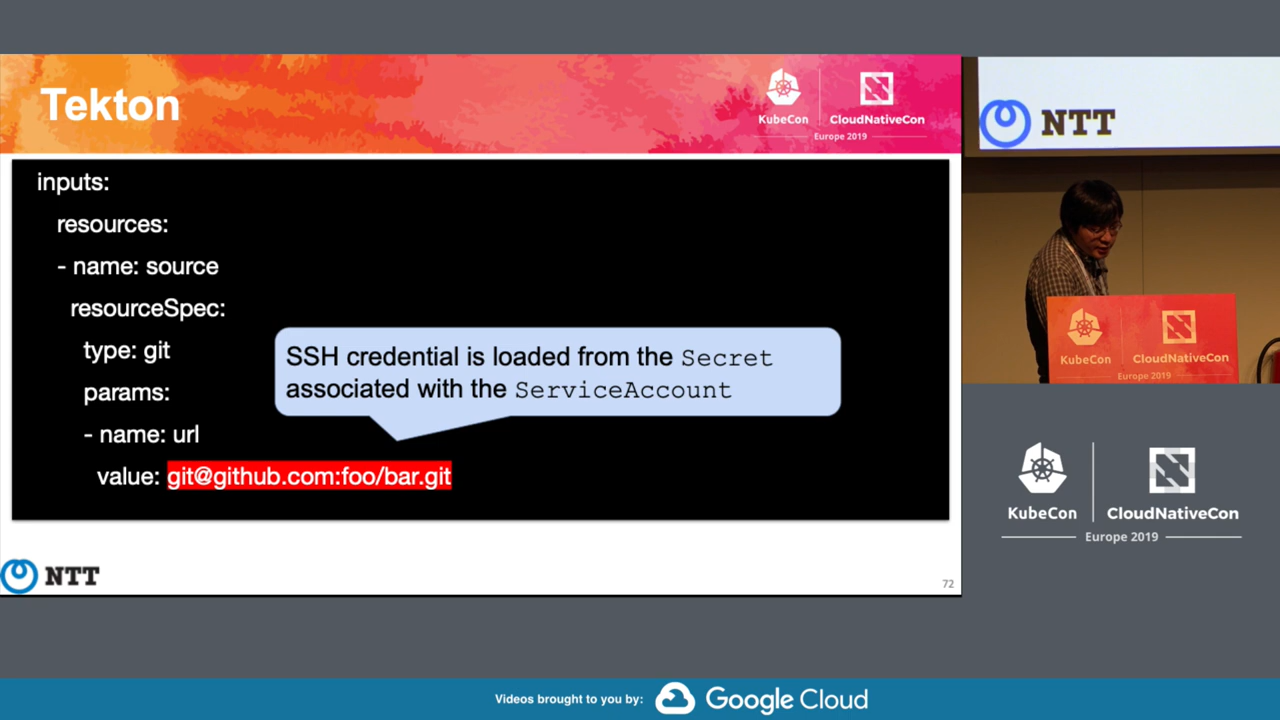 Tekton
KubeCon
CloudNativeCon
Europe 2019
inputs:
resources:
- name: source
resourceSpec:
type: git
params:
- name: url
value: git@github.com:foo/bar.git
SSH credential is loaded from the Secret
associated with the ServiceAccount
NTT
72
NTT
KubeCon
CloudNativeCon
Europe 2019
KubeCon
CloudNativeCon
Europe 2019
Videos brought to you by:
Google Cloud